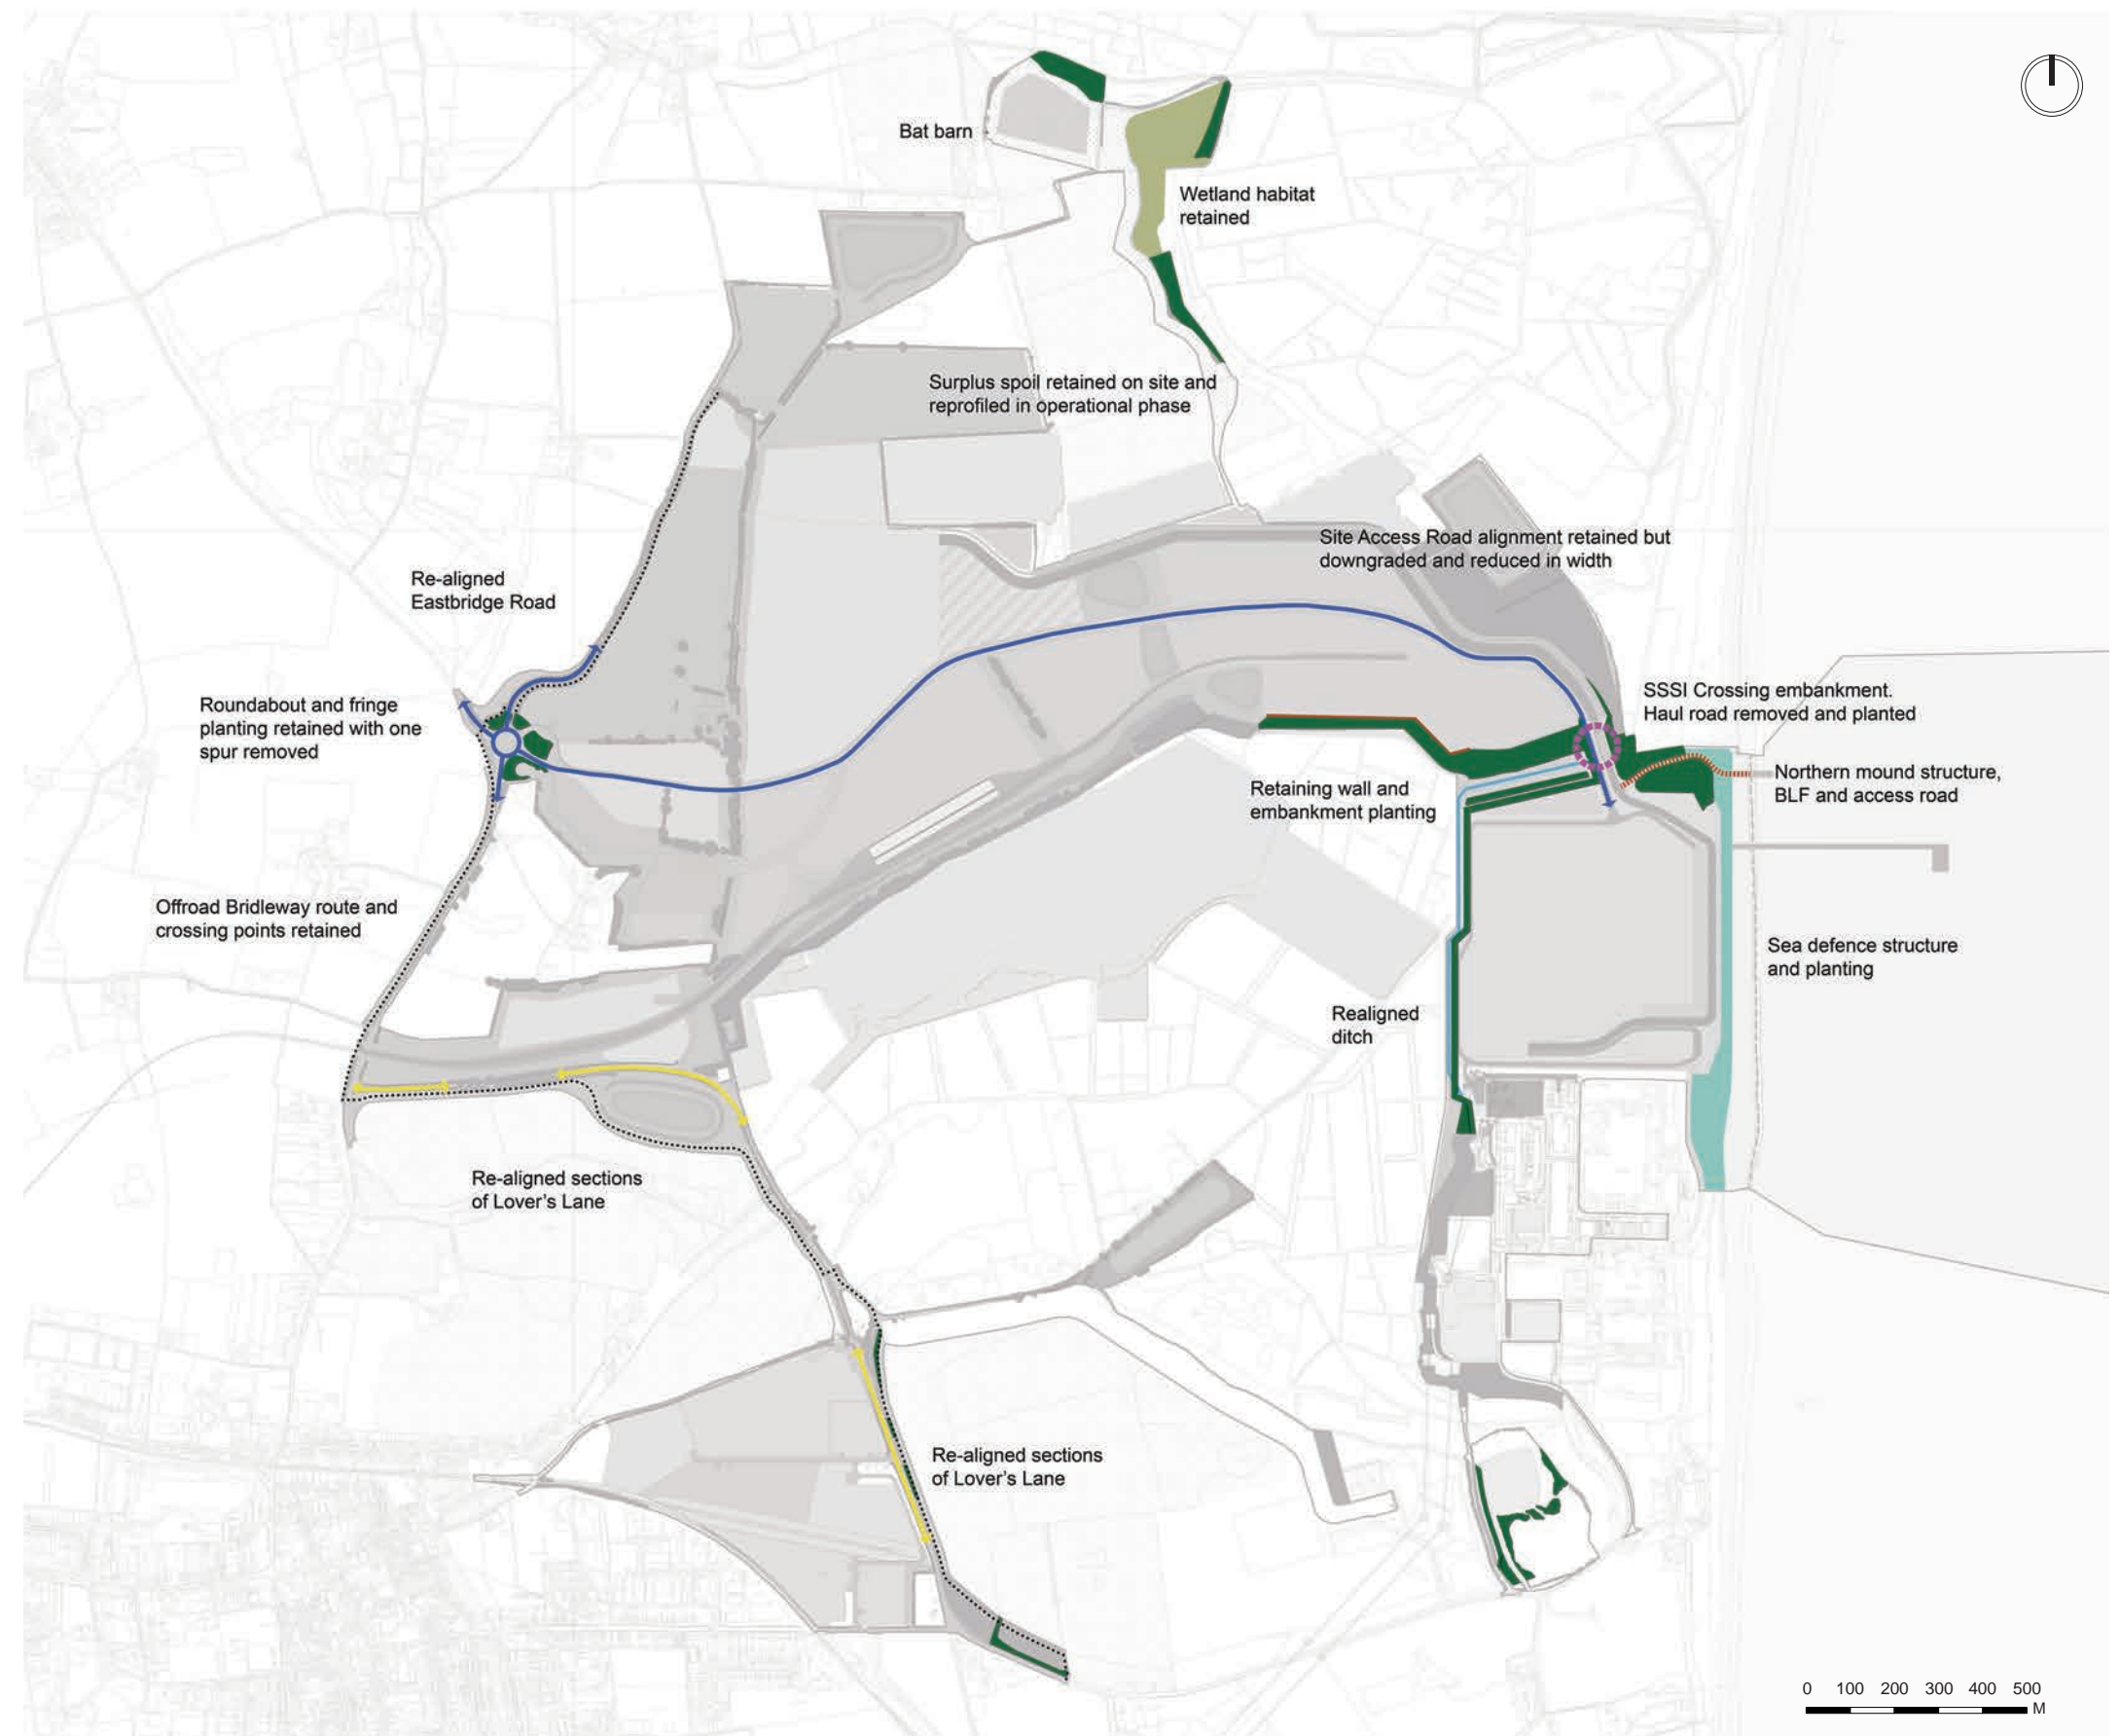 Bat barn
Wetland habitat
retained
Surplus spoil retained on site and
reprofiled in operational phase
Site Access Road alignment retained but
downgraded and reduced in width
Re-aligned
Eastbridge Road
Roundabout and fringe
planting retained with one
spur removed
SSSI Crossing embankment.
Haul road removed and planted
Northern mound structure,
BLF and access road
Retaining wall and
embankment planting
Offroad Bridleway route and
crossing points retained
Sea defence structure
and planting
Realigned
ditch
Re-aligned sections
of Lover's Lane
Re-aligned sections
of Lover's Lane
0 100 200 300 400 500
M